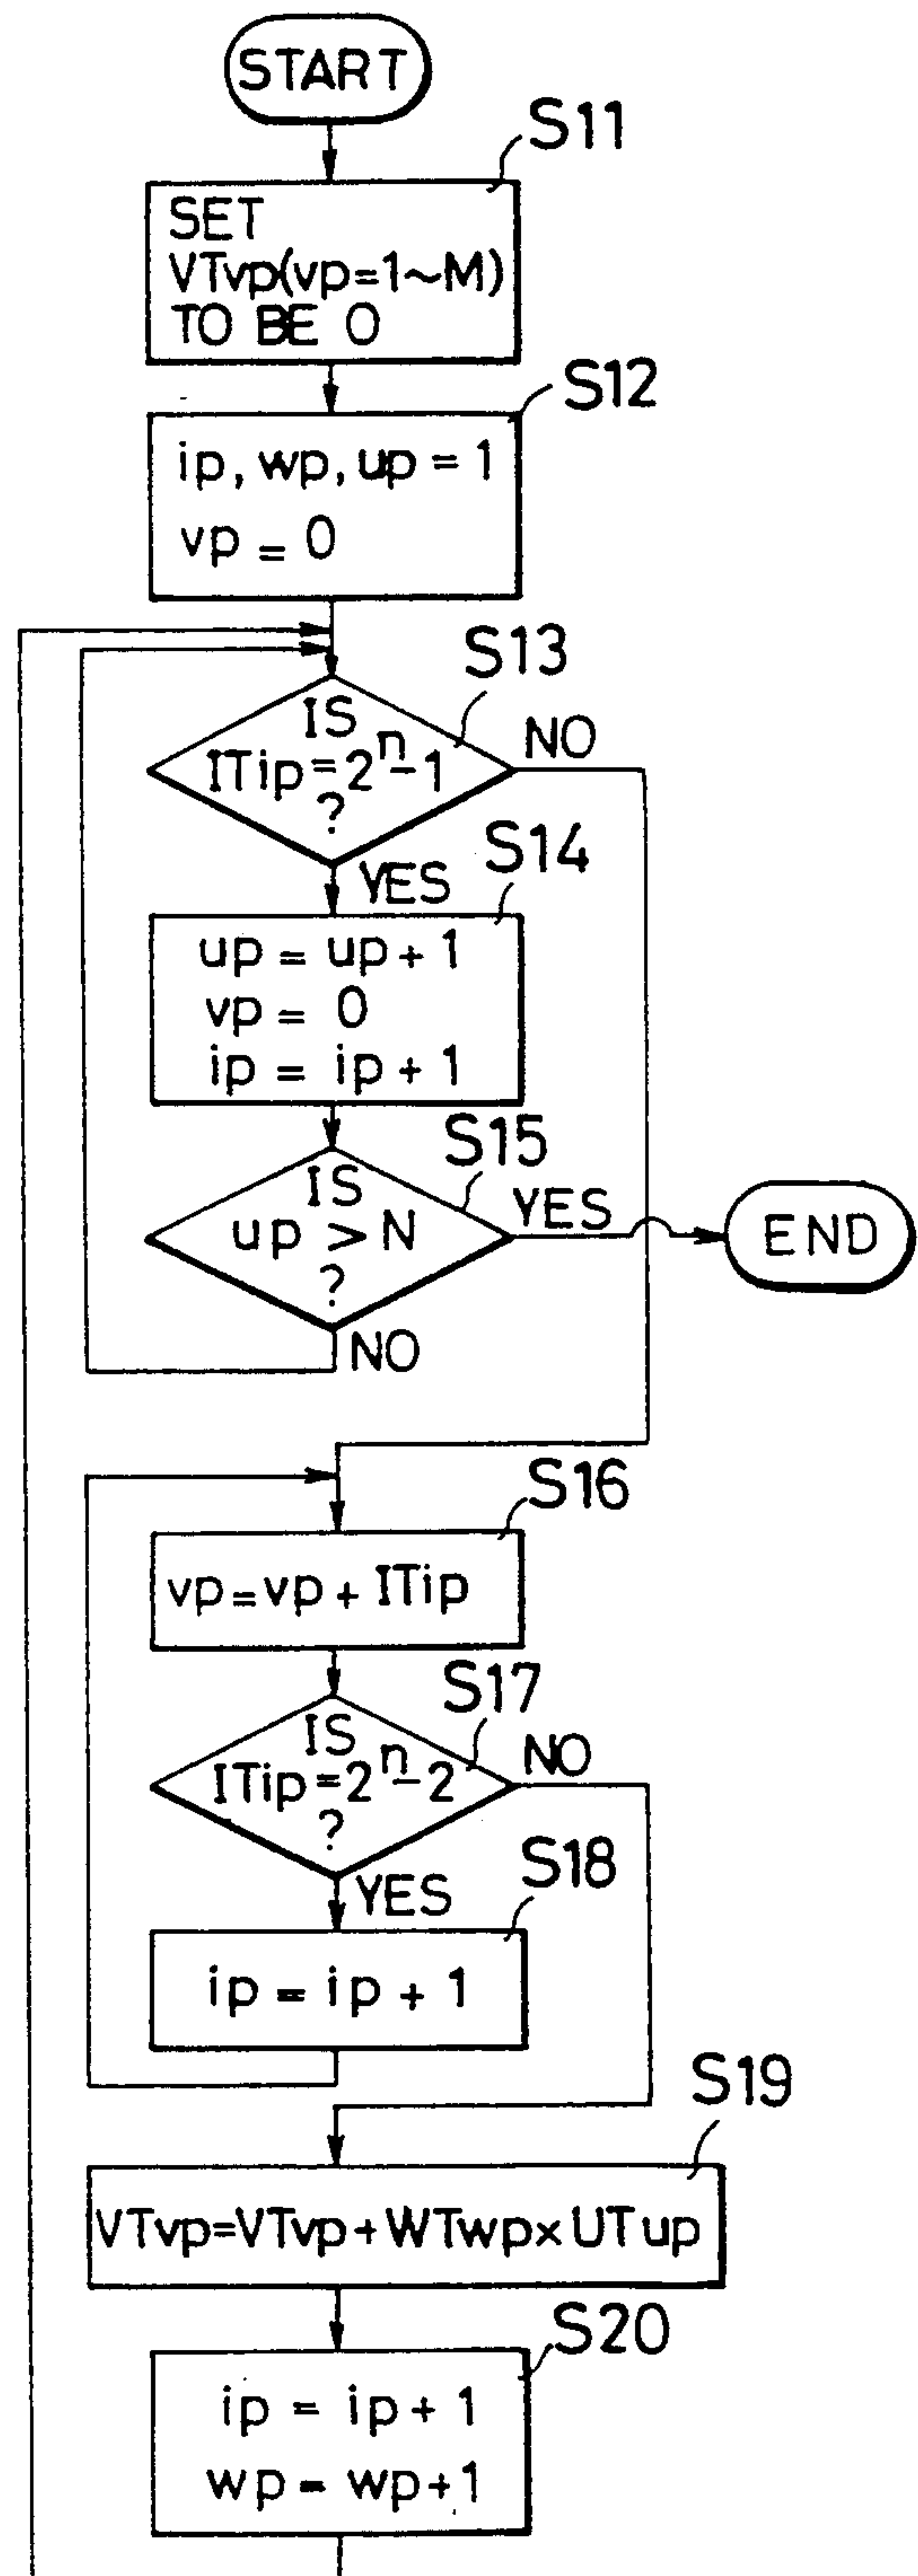 START
S11
SET
VTvp(vp=1~M)
TO BE 0
S12
ip, wp, up = 1
vp = 0
S13
IS
ITip=2^n-1
?
NO
YES
S14
up = up + 1
vp = 0
ip = ip + 1
S15
IS
up > N
?
YES
END
NO
S16
vp = vp + ITip
S17
IS
ITip=2^n-2
?
NO
YES
S18
ip = ip + 1
S19
VTvp=VTvp+WTwp×UTup
S20
ip = ip + 1
wp = wp+1